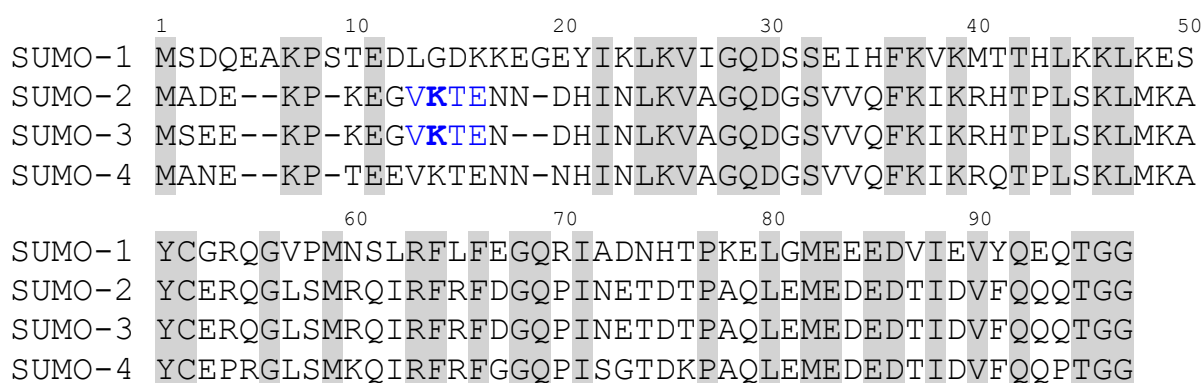 1 10 20 30 40 50
SUMO-1 MSDQEAKPSTEDLGDKKEGEYIKLKVIGQDSSEIHFKVKMTTHLKKLKES
SUMO-2 MADE--KP-KEGVKTENN-DHINLKVAGQDGSVVQFKIKRHTPLSKLMKA
SUMO-3 MSEE--KP-KEGVKTEN--DHINLKVAGQDGSVVQFKIKRHTPLSKLMKA
SUMO-4 MANE--KP-TEEVKTENN-NHINLKVAGQDGSVVQFKIKRQTPLSKLMKA
60 70 80 90
SUMO-1 YCGRQGVPMNSLRFLFEGQRIADNHTPKELGMEEEDVIEVYQEQTGG
SUMO-2 YCERQGLSMRQIRFRFDGQPINETDTPAQLEMEDEDTIDVFQQQTGG
SUMO-3 YCERQGLSMRQIRFRFDGQPINETDTPAQLEMEDEDTIDVFQQQTGG
SUMO-4 YCEPRGLSMKQIRFRFGGQPISGTDKPAQLEMEDEDTIDVFQQPTGG